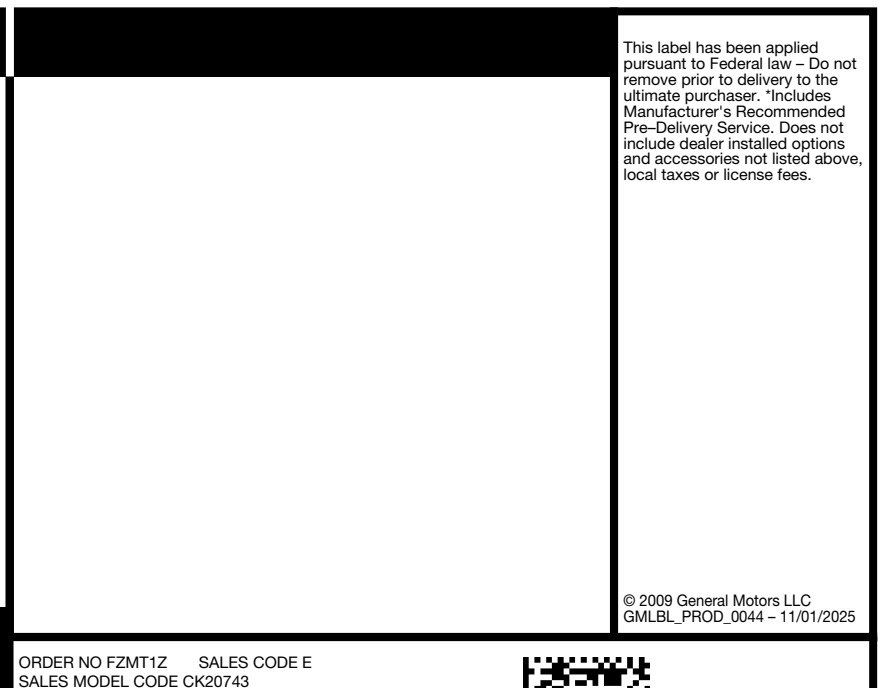 This label has been applied
pursuant to Federal law – Do not
remove prior to delivery to the
ultimate purchaser. *Includes
Manufacturer's Recommended
Pre–Delivery Service. Does not
include dealer installed options
and accessories not listed above,
local taxes or license fees.
© 2009 General Motors LLC
GMLBL_PROD_0044 – 11/01/2025
ORDER NO FZMT1Z SALES CODE E
SALES MODEL CODE CK20743